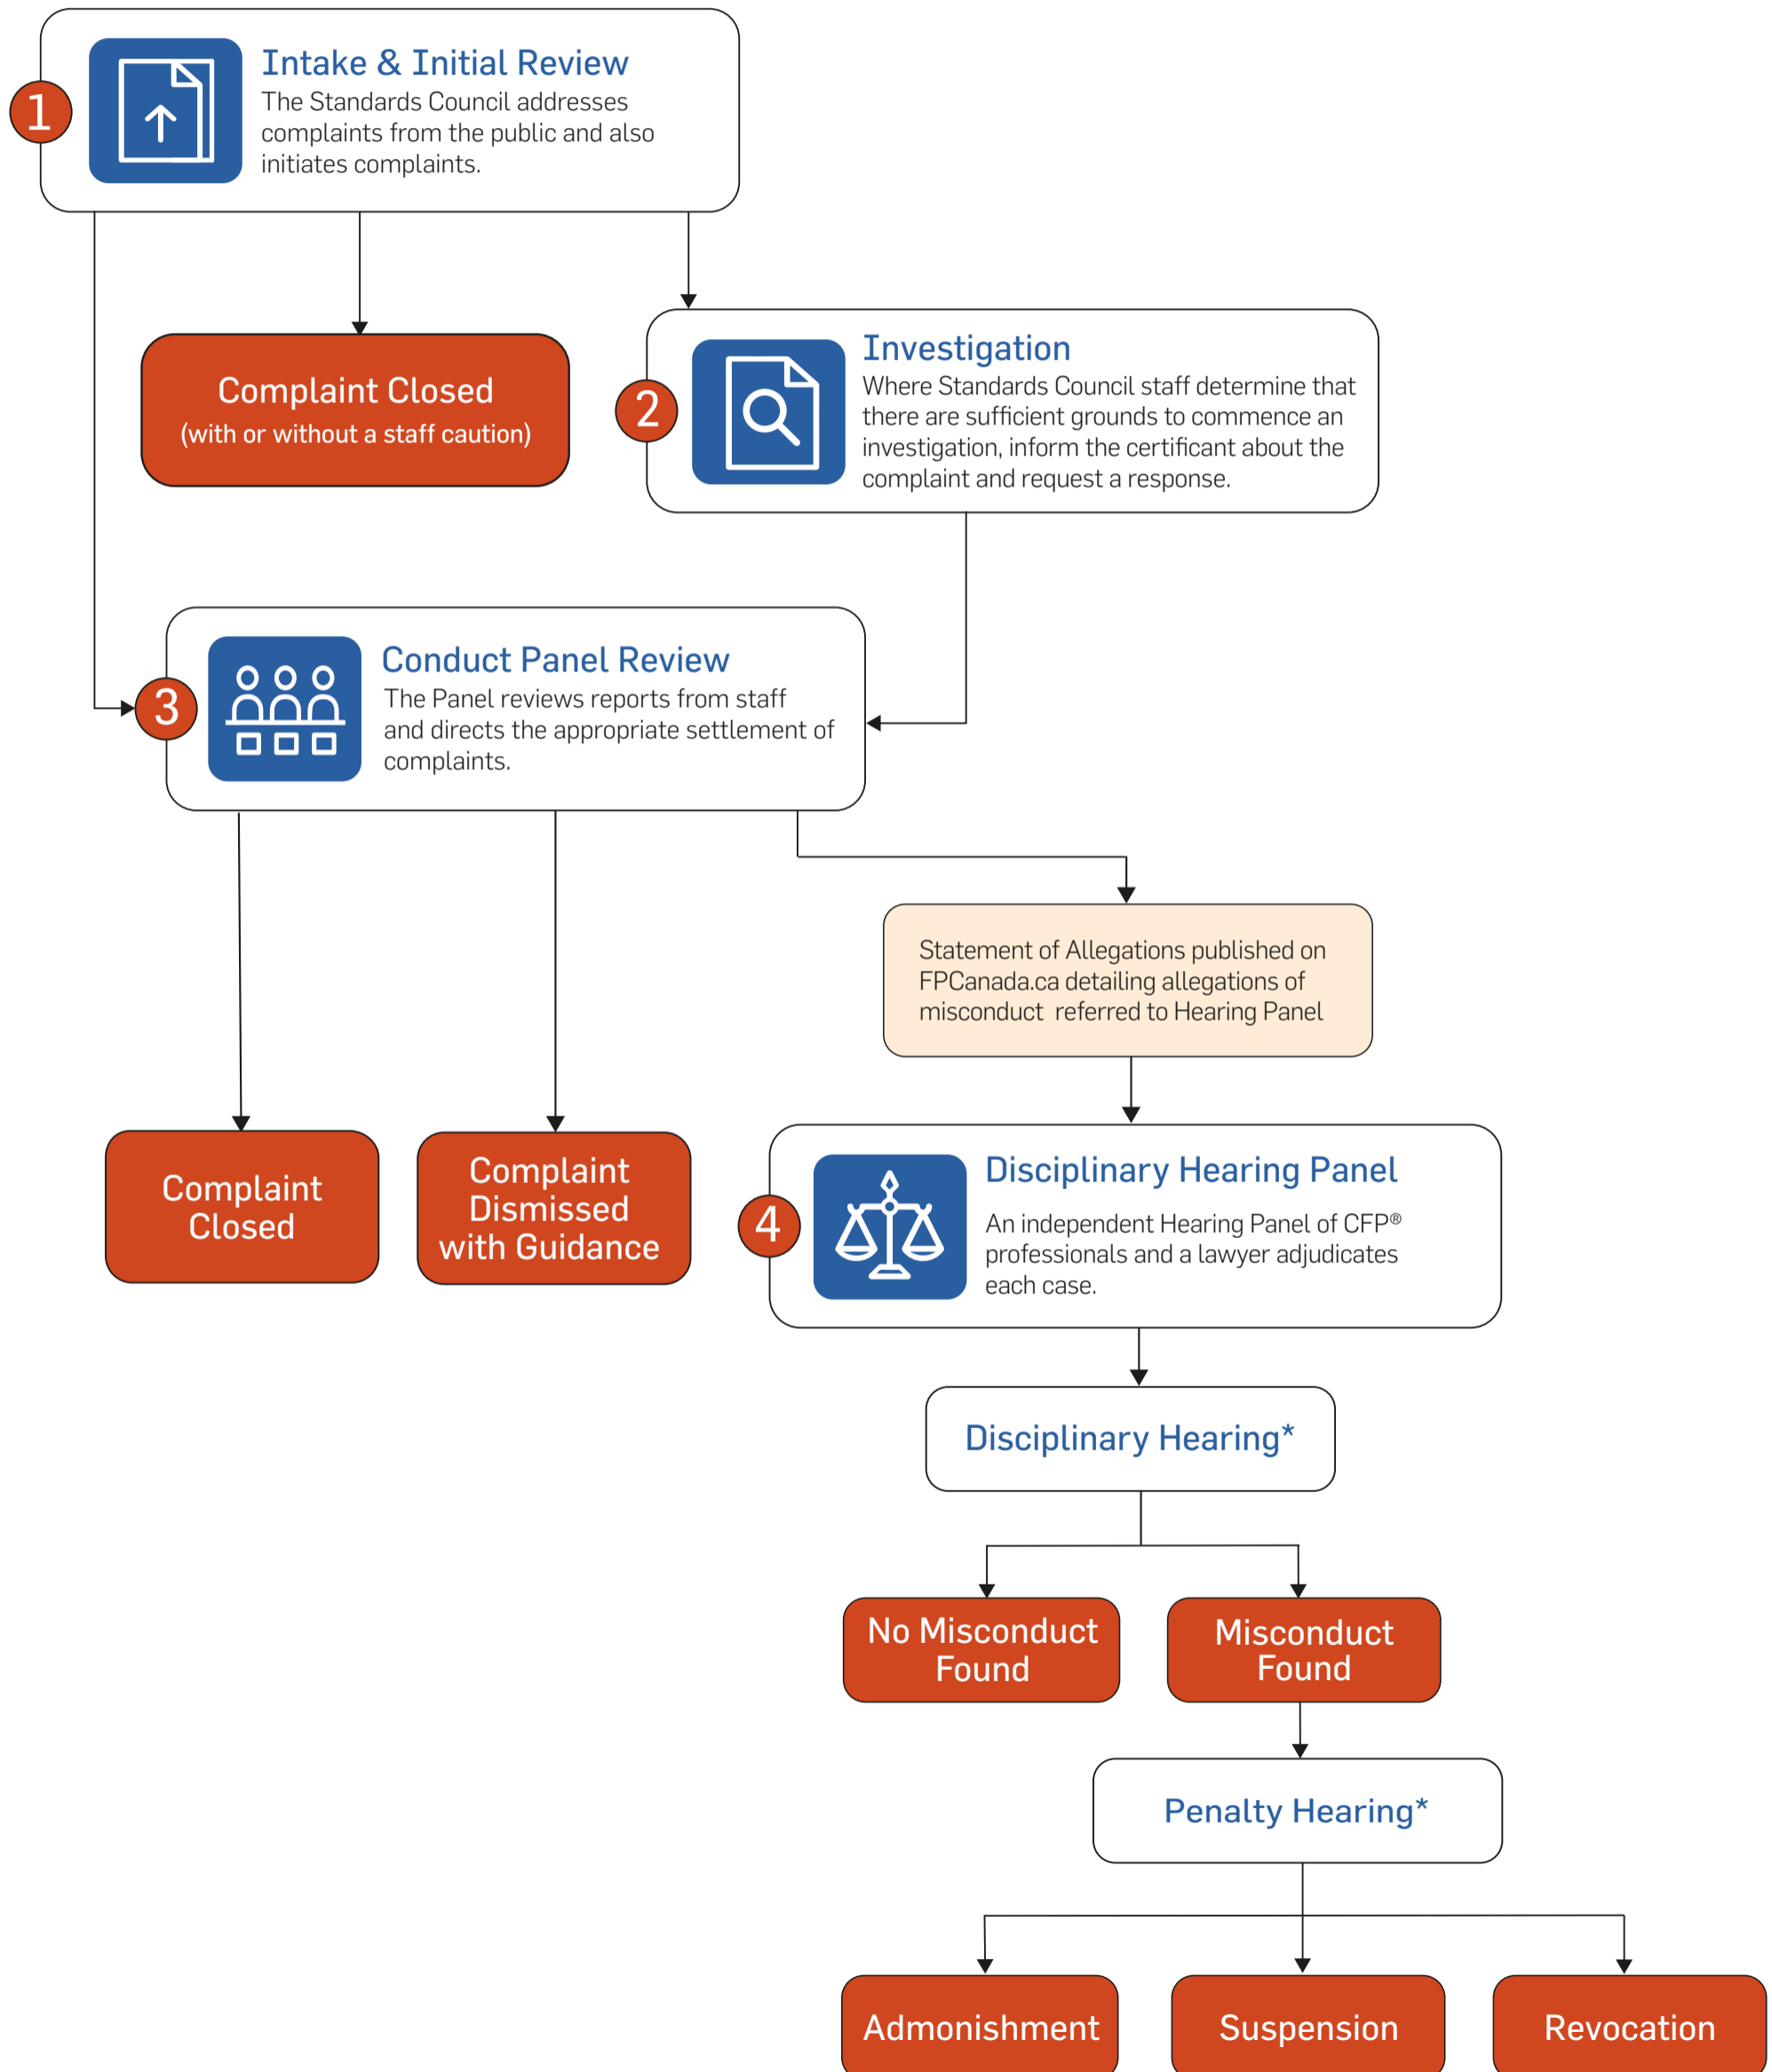 1
Intake & Initial Review
The Standards Council addresses
complaints from the public and also
initiates complaints.
Complaint Closed
(with or without a staff caution)
2
Investigation
Where Standards Council staff determine that
there are sufficient grounds to commence an
investigation, inform the certificant about the
complaint and request a response.
3
Conduct Panel Review
The Panel reviews reports from staff
and directs the appropriate settlement of
complaints.
Statement of Allegations published on
FPCanada.ca detailing allegations of
misconduct  referred to Hearing Panel
Complaint
Closed
Complaint
Dismissed
with Guidance
4
Disciplinary Hearing Panel
An independent Hearing Panel of CFP®
professionals and a lawyer adjudicates
each case.
Disciplinary Hearing*
No Misconduct
Found
Misconduct
Found
Penalty Hearing*
Admonishment
Suspension
Revocation